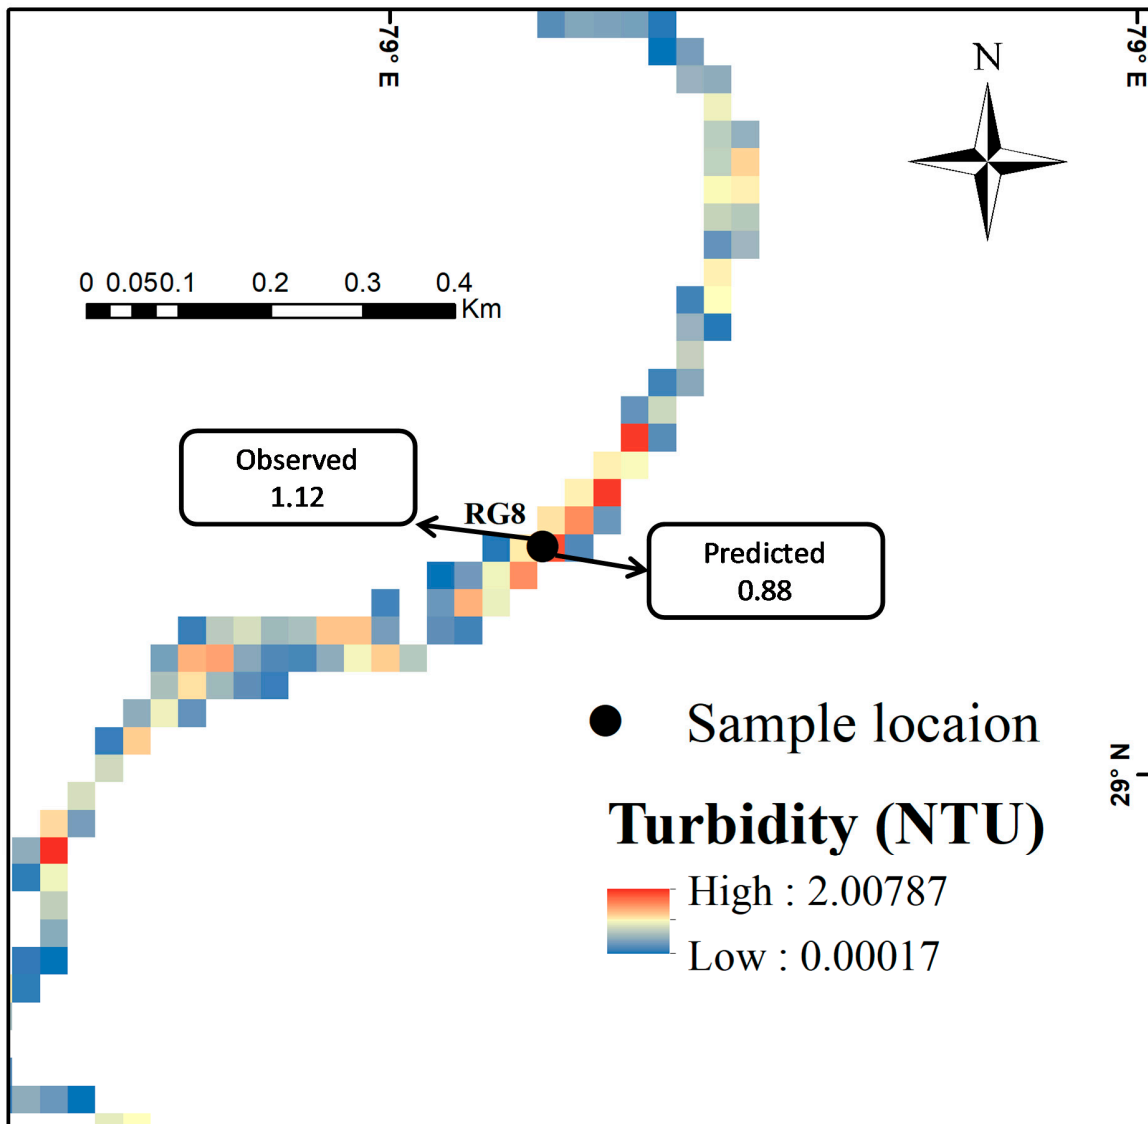 79° E
79° E
N
0 0.050.1 0.2 0.3 0.4
Km
Observed
1.12
RG8
Predicted
0.88
Sample locaion
29° N
Turbidity (NTU)
High : 2.00787
Low : 0.00017